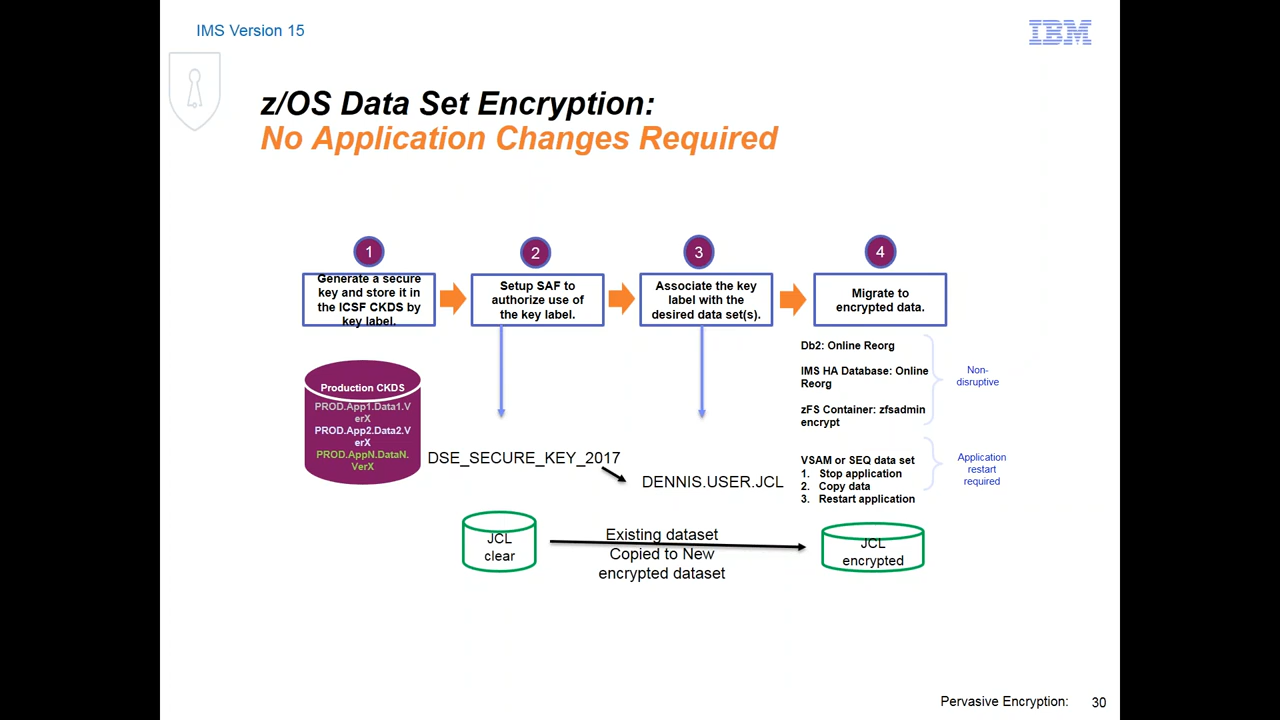 IMS Version 15
IBM
z/OS Data Set Encryption:
No Application Changes Required
1
2
3
4
Generate a secure
key and store it in
the ICSF CKDS by
key label.
Setup SAF to
authorize use of
the key label.
Associate the key
label with the
desired data set(s).
Migrate to
encrypted data.
Production CKDS
PROD.App1.Data1.V
erX
PROD.App2.Data2.V
erX
PROD.AppN.DataN.
VerX
DSE_SECURE_KEY_2017
DENNIS.USER.JCL
Db2: Online Reorg
IMS HA Database: Online
Reorg
zFS Container: zfsadmin
encrypt
Non-
disruptive
VSAM or SEQ data set
1. Stop application
2. Copy data
3. Restart application
Application
restart
required
JCL
clear
Existing dataset
Copied to New
encrypted dataset
JCL
encrypted
Pervasive Encryption: 30